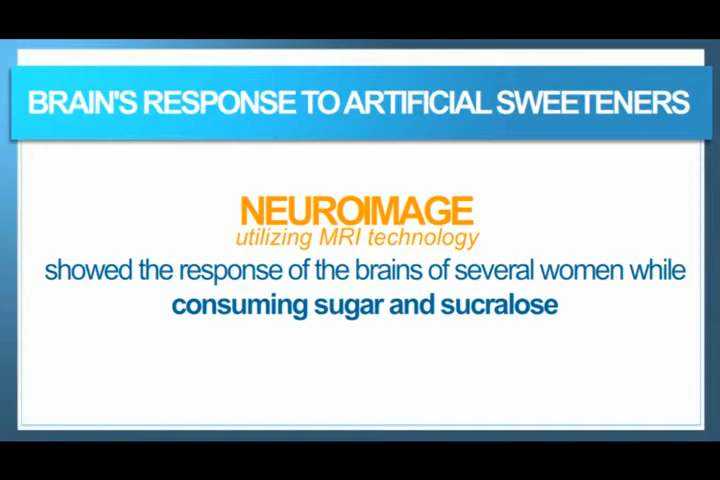 BRAIN'S RESPONSE TO ARTIFICIAL SWEETENERS
NEUROIMAGE
utilizing MRI technology
showed the response of the brains of several women while
consuming sugar and sucralose